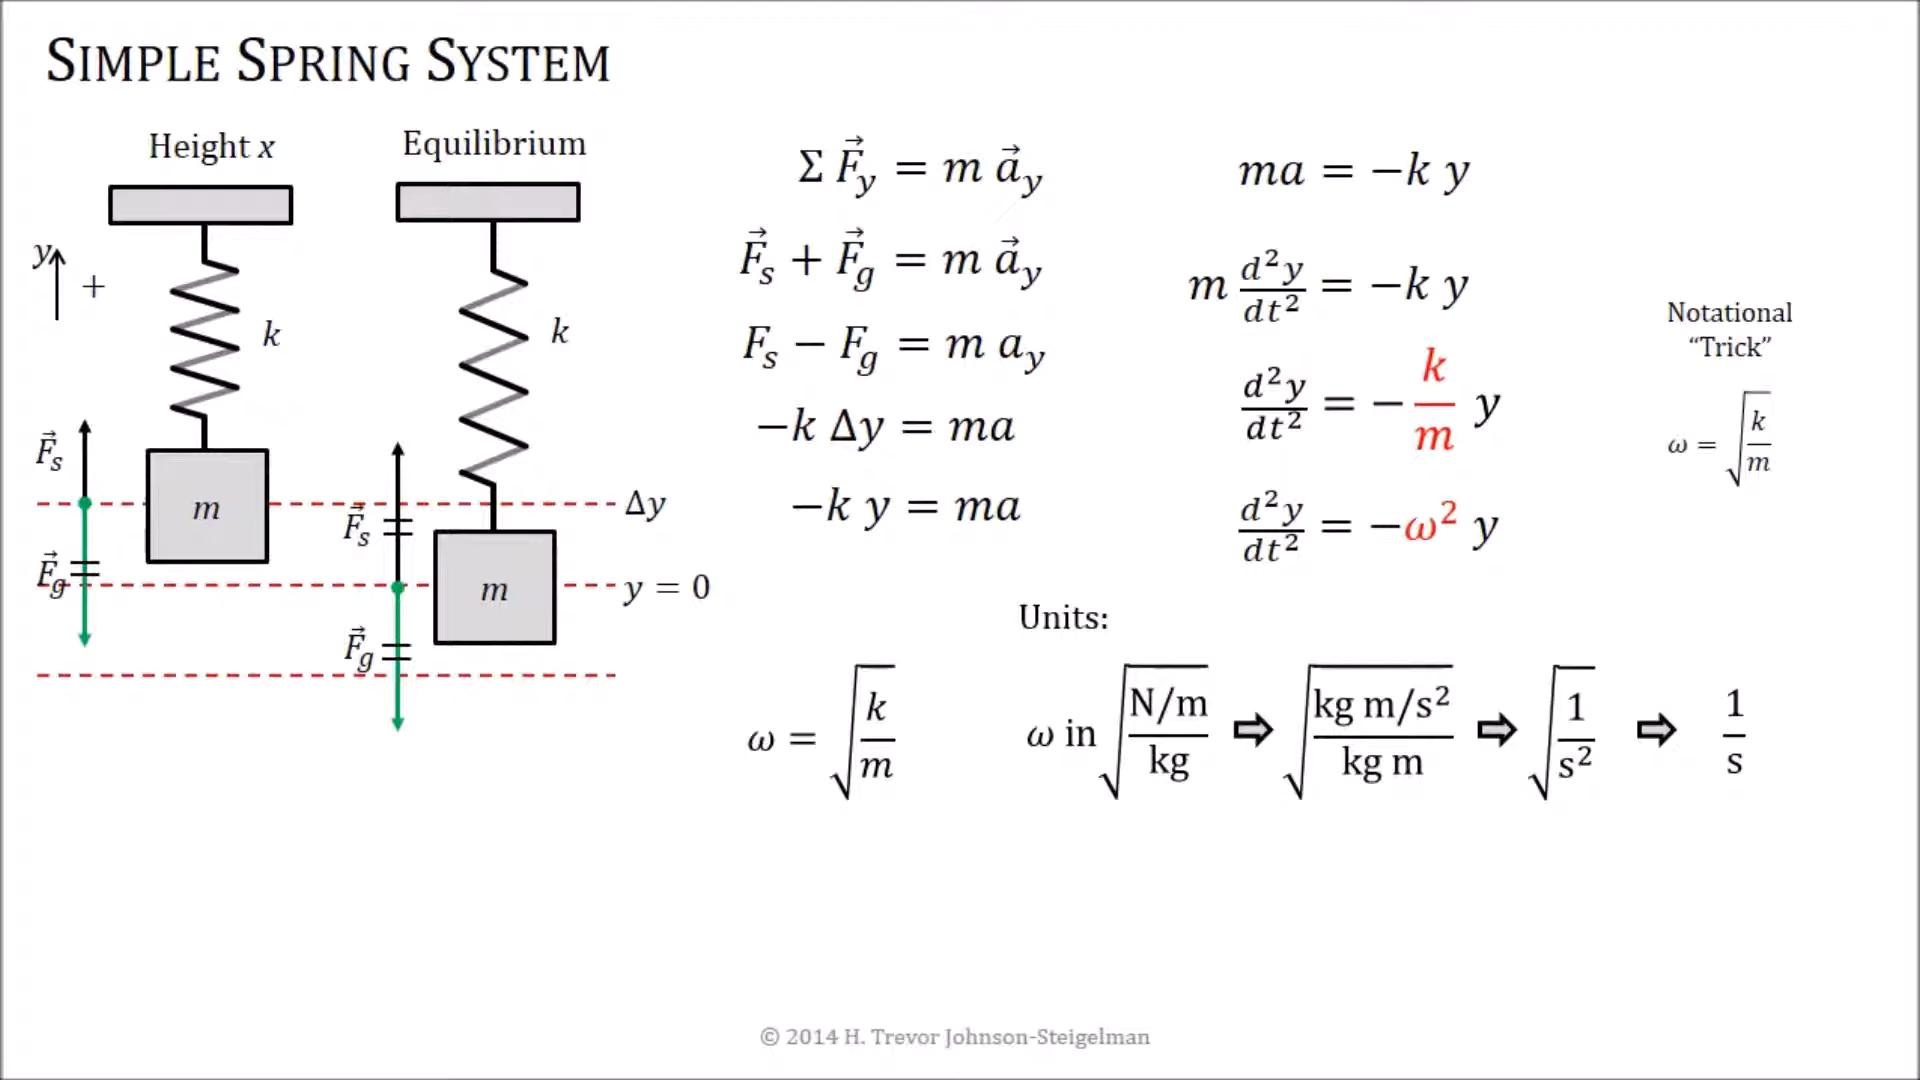 SIMPLE SPRING SYSTEM
Height x
Equilibrium
y
+
k
k
F⃗s
F⃗g
m
F⃗s
F⃗g
m
Δy
y = 0
Σ F⃗y = m a⃗y
F⃗s + F⃗g = m a⃗y
Fs − Fg = m ay
−k Δy = ma
−k y = ma
ma = −k y
m d²y/dt² = −k y
d²y/dt² = − k/m y
d²y/dt² = −ω² y
Notational
“Trick”
ω = √(k/m)
Units:
ω = √(k/m)
ω in √(N/m / kg) ⇨ √(kg m/s² / kg m) ⇨ √(1/s²) ⇨ 1/s
© 2014 H. Trevor Johnson-Steigelman